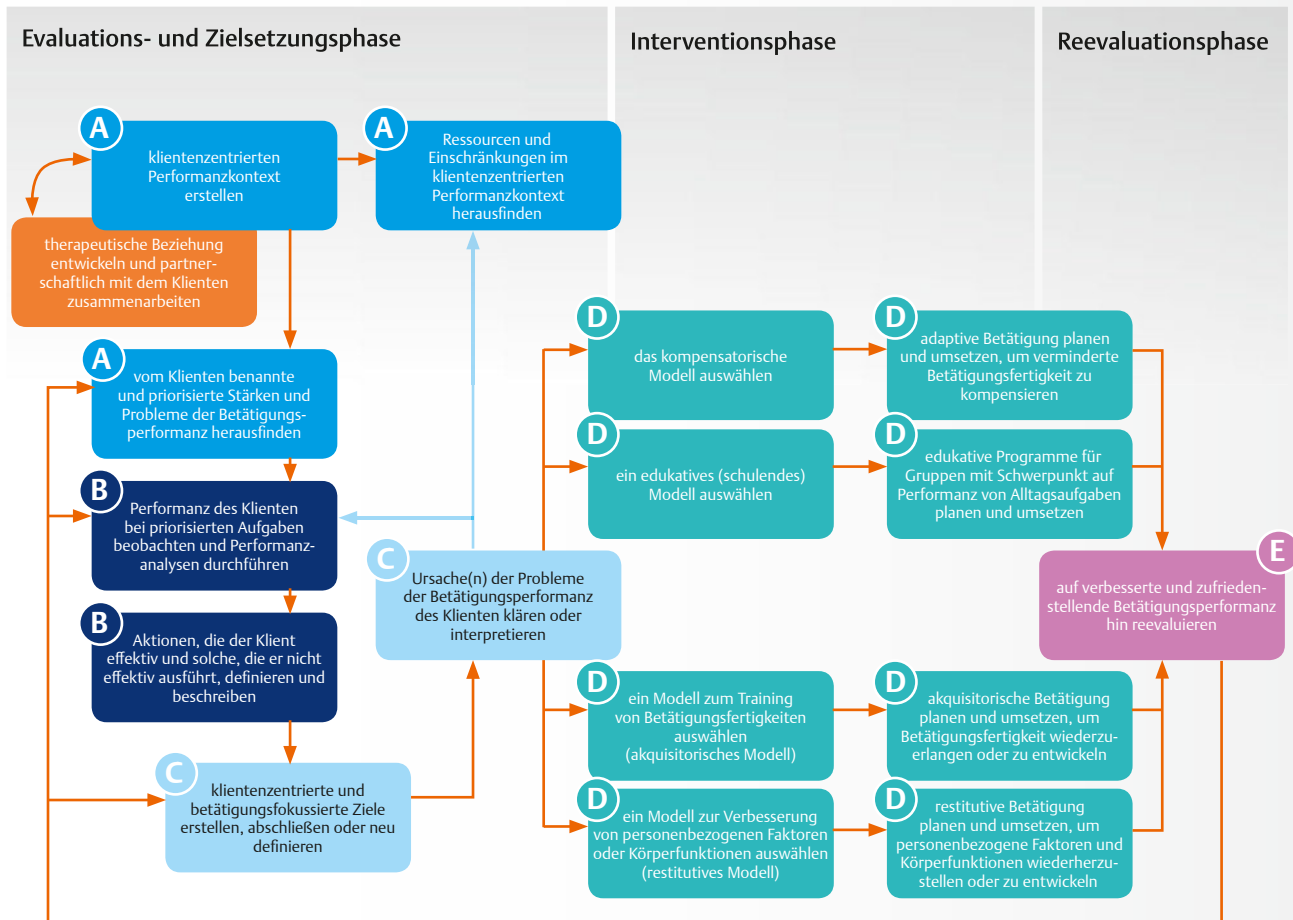 Evaluations- und Zielsetzungsphase
Interventionsphase
Reevaluationsphase
A
klientenzentrierten
Performanzkontext
erstellen
A
Ressourcen und
Einschränkungen im
klientenzentrierten
Performanzkontext
herausfinden
therapeutische Beziehung
entwickeln und partner-
schaftlich mit dem Klienten
zusammenarbeiten
A
vom Klienten benannte
und priorisierte Stärken und
Probleme der Betätigungs-
performanz herausfinden
B
Performanz des Klienten
bei priorisierten Aufgaben
beobachten und Performanz-
analysen durchführen
B
Aktionen, die der Klient
effektiv und solche, die er nicht
effektiv ausführt, definieren und
beschreiben
C
klientenzentrierte und
betätigungsfokussierte Ziele
erstellen, abschließen oder neu
definieren
C
Ursache(n) der Probleme
der Betätigungsperformanz
des Klienten klären oder
interpretieren
D
das kompensatorische
Modell auswählen
D
adaptive Betätigung planen
und umsetzen, um verminderte
Betätigungsfertigkeit zu
kompensieren
D
ein edukatives (schulendes)
Modell auswählen
D
edukative Programme für
Gruppen mit Schwerpunkt auf
Performanz von Alltagsaufgaben
planen und umsetzen
D
ein Modell zum Training
von Betätigungsfertigkeiten
auswählen
(akquisitorisches Modell)
D
akquisitorische Betätigung
planen und umsetzen, um
Betätigungsfertigkeit wiederzu-
erlangen oder zu entwickeln
D
ein Modell zur Verbesserung
von personenbezogenen Faktoren
oder Körperfunktionen auswählen
(restitutives Modell)
D
restitutive Betätigung
planen und umsetzen, um
personenbezogene Faktoren und
Körperfunktionen wiederherzu-
stellen oder zu entwickeln
E
auf verbesserte und zufrieden-
stellende Betätigungsperformanz
hin reevaluieren